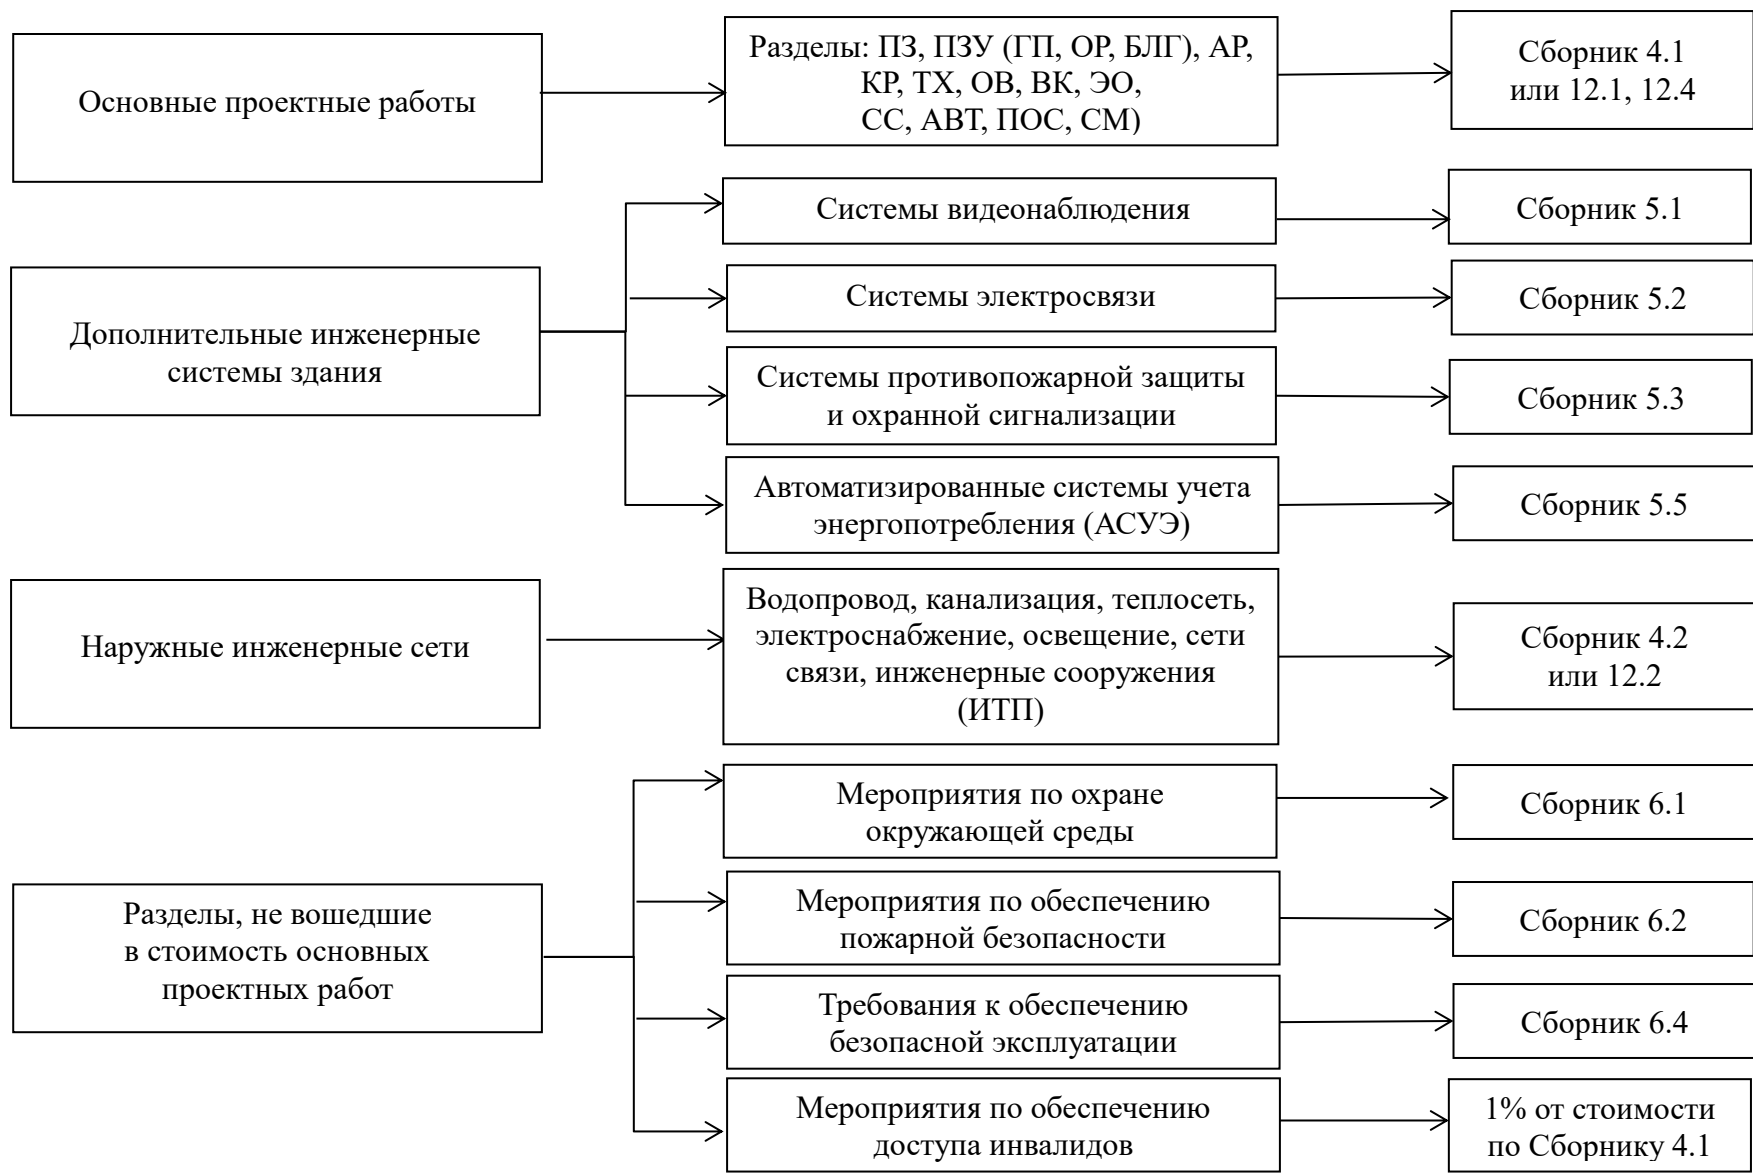 Основные проектные работы
Разделы: ПЗ, ПЗУ (ГП, ОР, БЛГ), АР,
КР, ТХ, ОВ, ВК, ЭО,
СС, АВТ, ПОС, СМ)
Сборник 4.1
или 12.1, 12.4
Дополнительные инженерные
системы здания
Системы видеонаблюдения
Сборник 5.1
Системы электросвязи
Сборник 5.2
Системы противопожарной защиты
и охранной сигнализации
Сборник 5.3
Автоматизированные системы учета
энергопотребления (АСУЭ)
Сборник 5.5
Наружные инженерные сети
Водопровод, канализация, теплосеть,
электроснабжение, освещение, сети
связи, инженерные сооружения
(ИТП)
Сборник 4.2
или 12.2
Разделы, не вошедшие
в стоимость основных
проектных работ
Мероприятия по охране
окружающей среды
Сборник 6.1
Мероприятия по обеспечению
пожарной безопасности
Сборник 6.2
Требования к обеспечению
безопасной эксплуатации
Сборник 6.4
Мероприятия по обеспечению
доступа инвалидов
1% от стоимости
по Сборнику 4.1